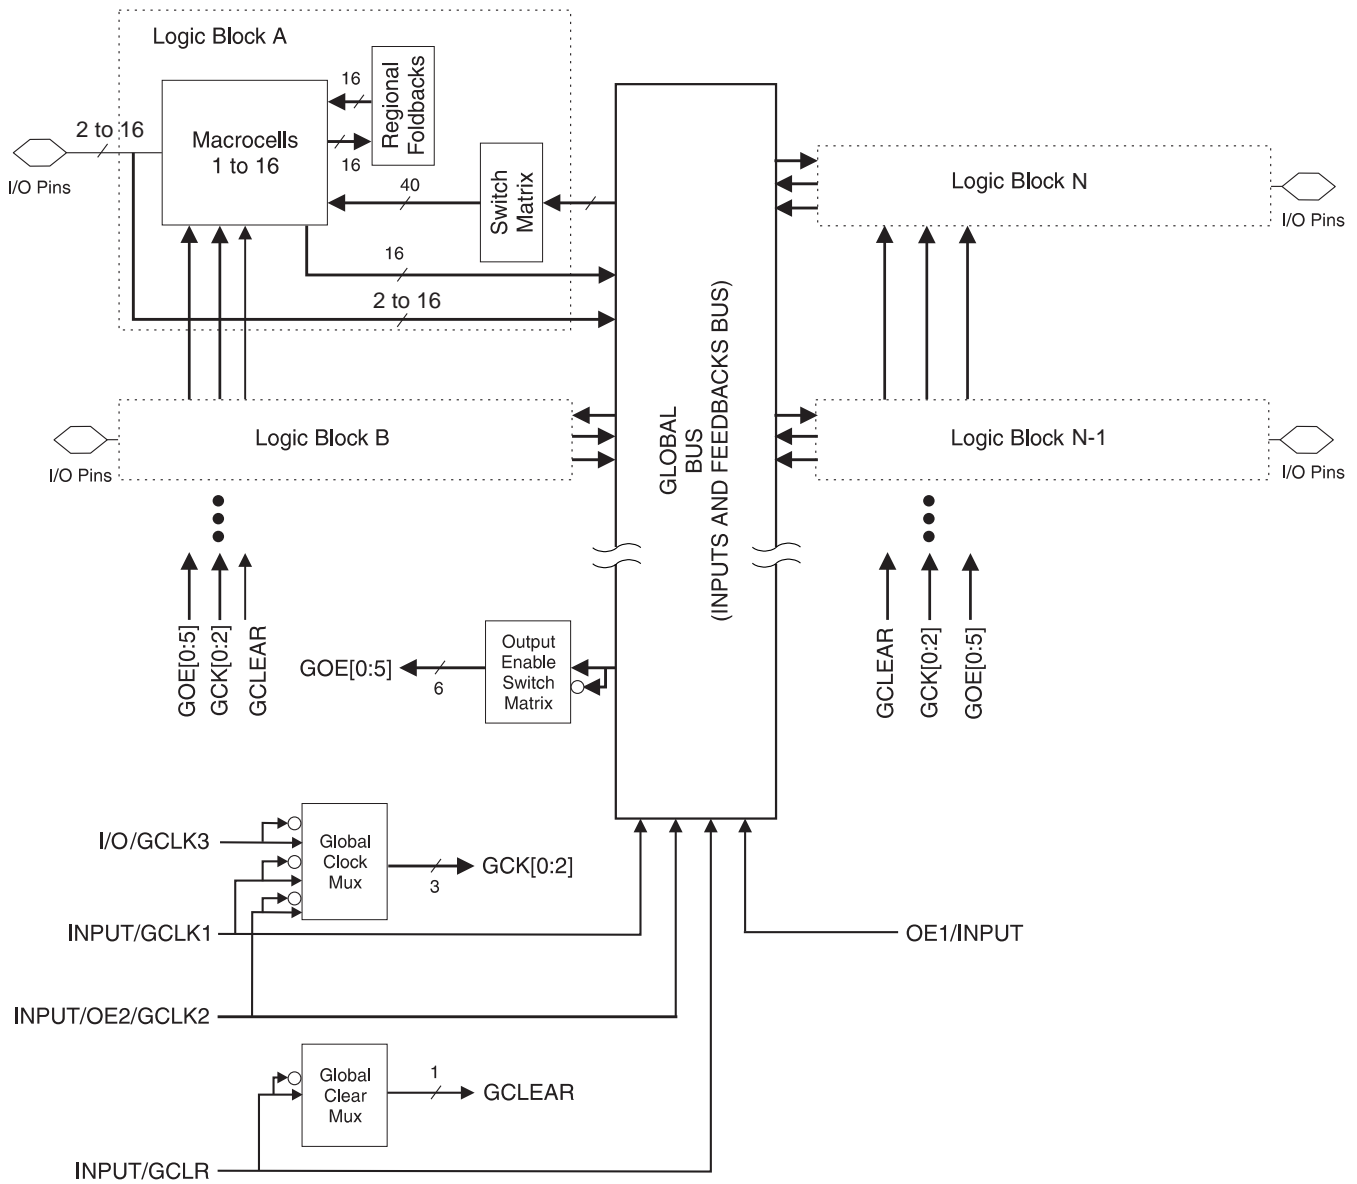 Logic Block A
Macrocells
1 to 16
16
16
Regional
Foldbacks
2 to 16
I/O Pins
40
Switch
Matrix
16
2 to 16
Logic Block B
I/O Pins
GLOBAL
BUS
(INPUTS AND FEEDBACKS BUS)
Logic Block N
I/O Pins
Logic Block N-1
I/O Pins
GOE[0:5]
GCK[0:2]
GCLEAR
GCLEAR
GCK[0:2]
GOE[0:5]
GOE[0:5]
6
Output
Enable
Switch
Matrix
I/O/GCLK3
Global
Clock
Mux
3
GCK[0:2]
INPUT/GCLK1
OE1/INPUT
INPUT/OE2/GCLK2
Global
Clear
Mux
1
GCLEAR
INPUT/GCLR